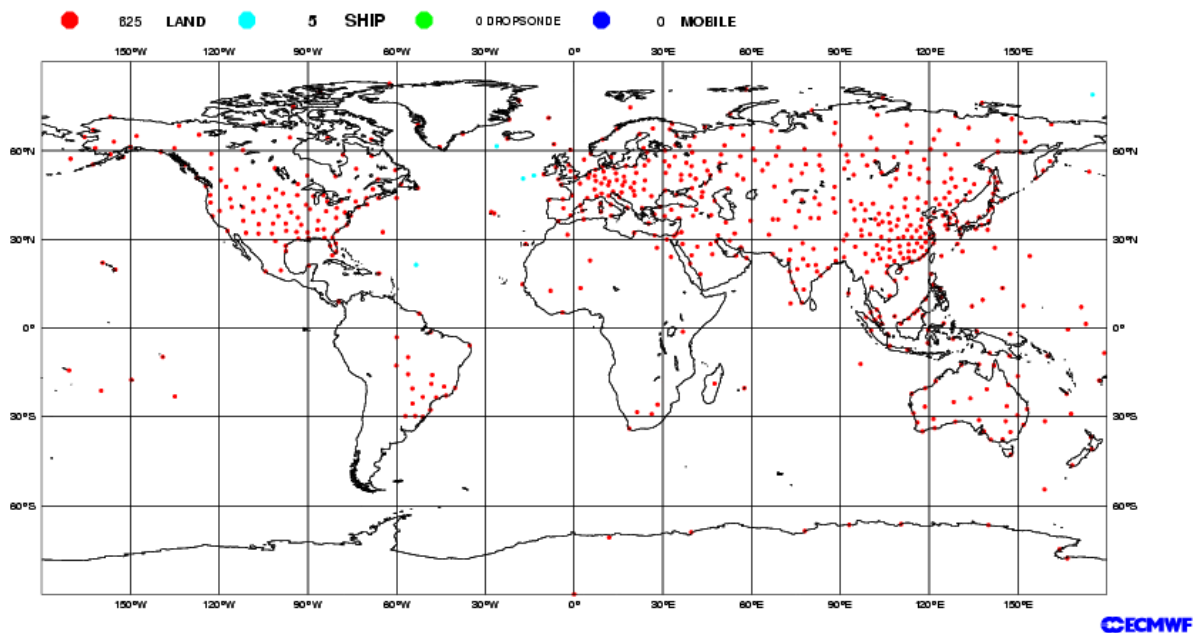 625 LAND 5 SHIP 0 DROPSONDE 0 MOBILE
150°W 120°W 90°W 60°W 30°W 0° 30°E 60°E 90°E 120°E 150°E
60°N 60°N
30°N 30°N
0° 0°
30°S 30°S
60°S 60°S
150°W 120°W 90°W 60°W 30°W 0° 30°E 60°E 90°E 120°E 150°E
ECMWF